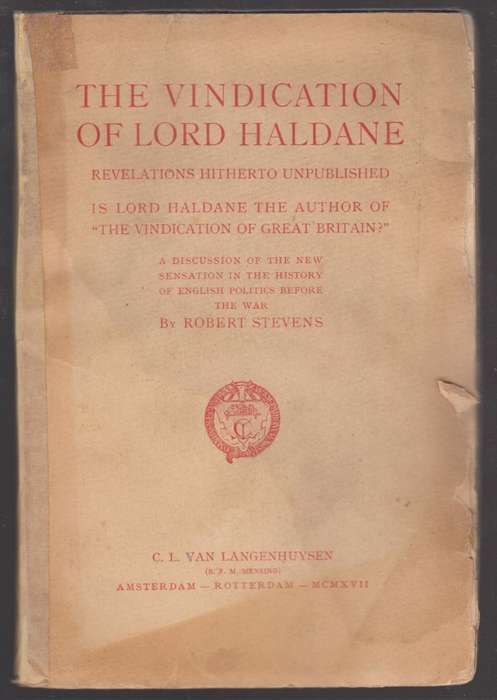 THE VINDICATION
OF LORD HALDANE
REVELATIONS HITHERTO UNPUBLISHED
IS LORD HALDANE THE AUTHOR OF
“THE VINDICATION OF GREAT BRITAIN?”
A DISCUSSION OF THE NEW
SENSATION IN THE HISTORY
OF ENGLISH POLITICS BEFORE
THE WAR
BY ROBERT STEVENS
C. L. VAN LANGENHUYSEN
AMSTERDAM — ROTTERDAM — MCMXVII